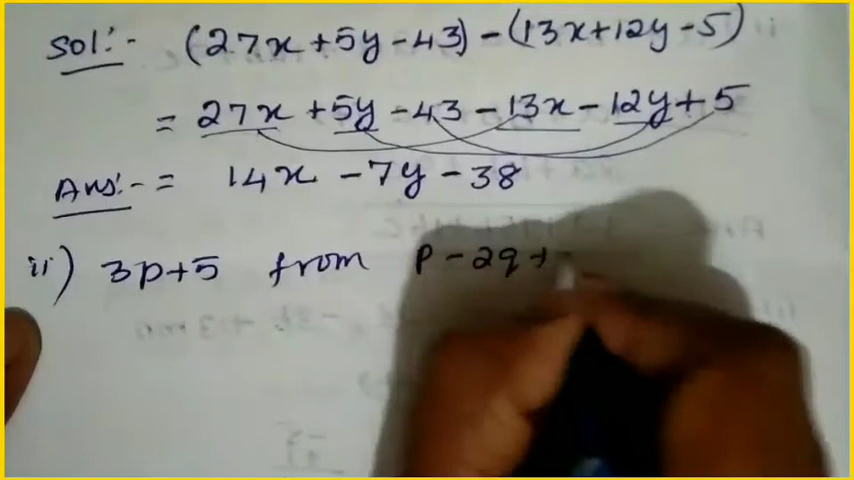 Sol:- (27x+5y-43)-(13x+12y-5)
= 27x+5y-43-13x-12y+5
Ans:- = 14x-7y-38
ii) 3p+5 from p-2q+